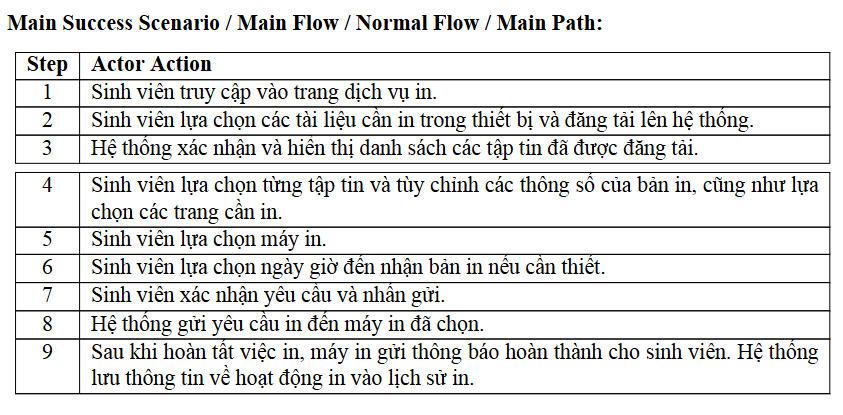 Main Success Scenario / Main Flow / Normal Flow / Main Path:
Step Actor Action
1 Sinh viên truy cập vào trang dịch vụ in.
2 Sinh viên lựa chọn các tài liệu cần in trong thiết bị và đăng tải lên hệ thống.
3 Hệ thống xác nhận và hiển thị danh sách các tập tin đã được đăng tải.
4 Sinh viên lựa chọn từng tập tin và tùy chỉnh các thông số của bản in, cũng như lựa
chọn các trang cần in.
5 Sinh viên lựa chọn máy in.
6 Sinh viên lựa chọn ngày giờ đến nhận bản in nếu cần thiết.
7 Sinh viên xác nhận yêu cầu và nhấn gửi.
8 Hệ thống gửi yêu cầu in đến máy in đã chọn.
9 Sau khi hoàn tất việc in, máy in gửi thông báo hoàn thành cho sinh viên. Hệ thống
lưu thông tin về hoạt động in vào lịch sử in.